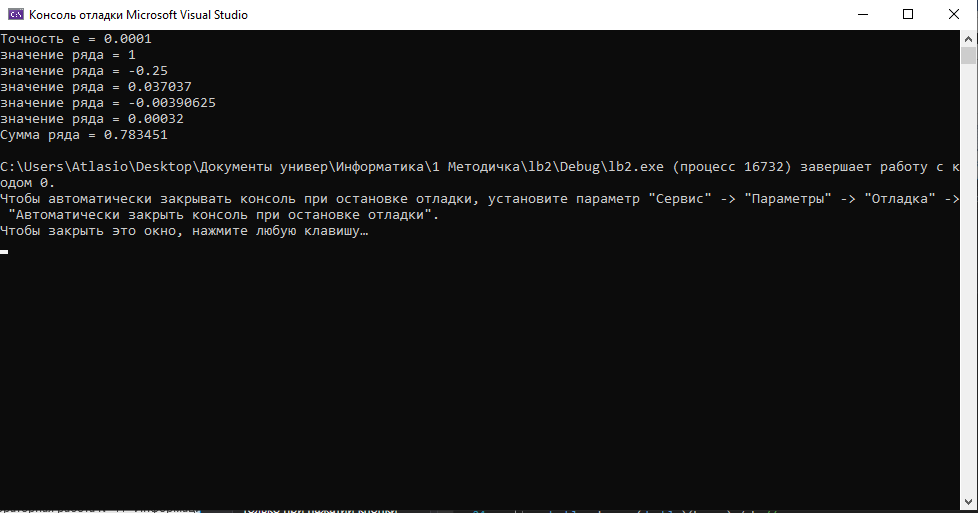 Консоль отладки Microsoft Visual Studio
Точность e = 0.0001
значение ряда = 1
значение ряда = -0.25
значение ряда = 0.037037
значение ряда = -0.00390625
значение ряда = 0.00032
Сумма ряда = 0.783451
C:\Users\Atlasio\Desktop\Документы универ\Информатика\1 Методичка\lb2\Debug\lb2.exe (процесс 16732) завершает работу с к
одом 0.
Чтобы автоматически закрывать консоль при остановке отладки, установите параметр "Сервис" -> "Параметры" -> "Отладка" ->
"Автоматически закрыть консоль при остановке отладки".
Чтобы закрыть это окно, нажмите любую клавишу…